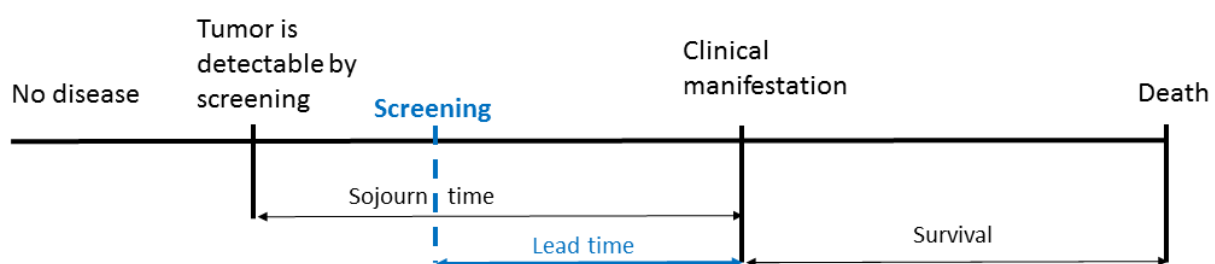 No disease
Tumor is
detectable by
screening
Screening
Clinical
manifestation
Death
Sojourn time
Lead time
Survival